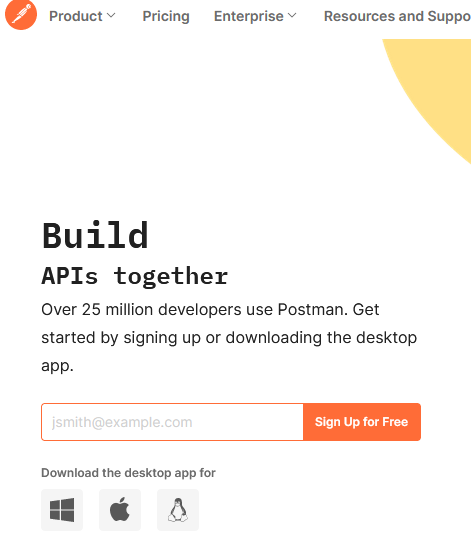 Product Pricing Enterprise Resources and Suppo
Build
APIs together
Over 25 million developers use Postman. Get
started by signing up or downloading the desktop
app.
jsmith@example.com Sign Up for Free
Download the desktop app for